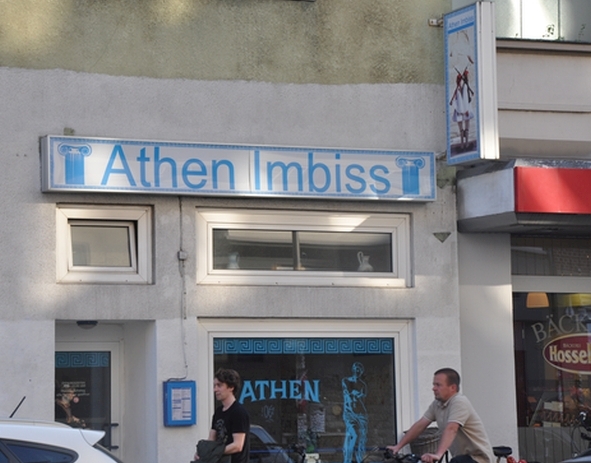 Athen Imbiss
ATHEN
BÄCK
Hossel